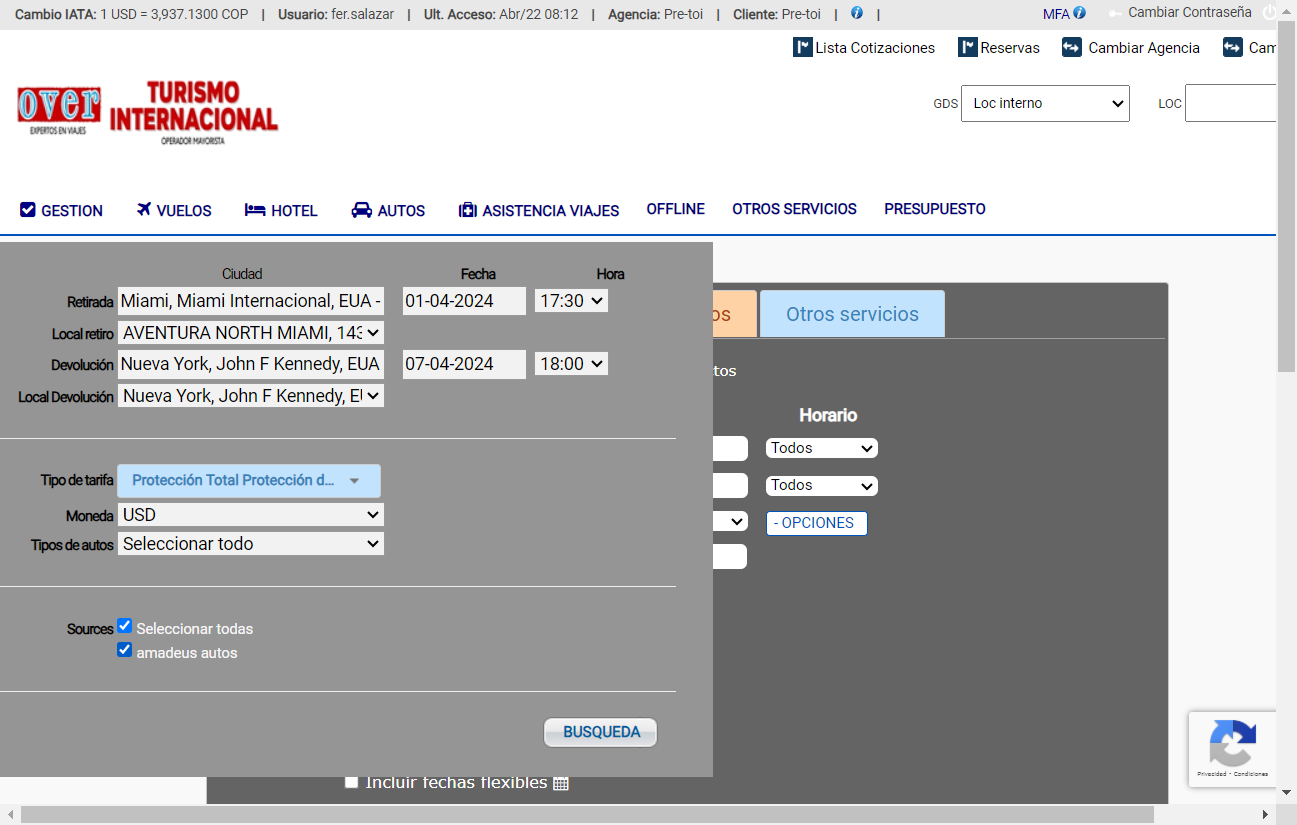 Cambio IATA: 1 USD = 3,937.1300 COP | Usuario: fer.salazar | Ult. Acceso: Abr/22 08:12 | Agencia: Pre-toi | Cliente: Pre-toi | |
MFA Cambiar Contraseña
Lista Cotizaciones Reservas Cambiar Agencia Cam
over
EXPERTOS EN VIAJES
TURISMO
INTERNACIONAL
OPERADOR MAYORISTA
GDS Loc interno LOC
GESTION VUELOS HOTEL AUTOS ASISTENCIA VIAJES OFFLINE OTROS SERVICIOS PRESUPUESTO
Ciudad Fecha Hora
Retirada Miami, Miami Internacional, EUA - 01-04-2024 17:30
Local retiro AVENTURA NORTH MIAMI, 143
Devolución Nueva York, John F Kennedy, EUA 07-04-2024 18:00
Local Devolución Nueva York, John F Kennedy, EU
Tipo de tarifa Protección Total Protección d...
Moneda USD
Tipos de autos Seleccionar todo
Sources Seleccionar todas
amadeus autos
BUSQUEDA
os Otros servicios
tos
Horario
Todos
Todos
- OPCIONES
Incluir fechas flexibles
Privacidad - Condiciones